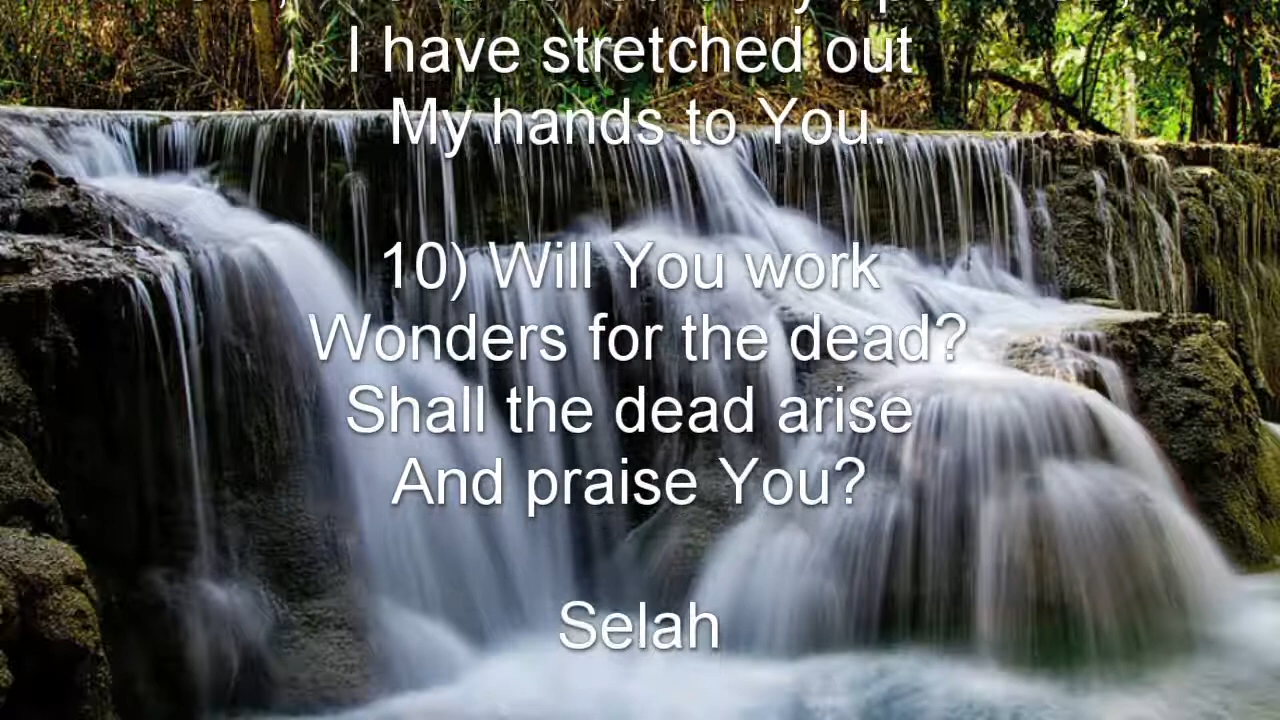 I have stretched out
My hands to You.
10) Will You work
Wonders for the dead?
Shall the dead arise
And praise You?
Selah